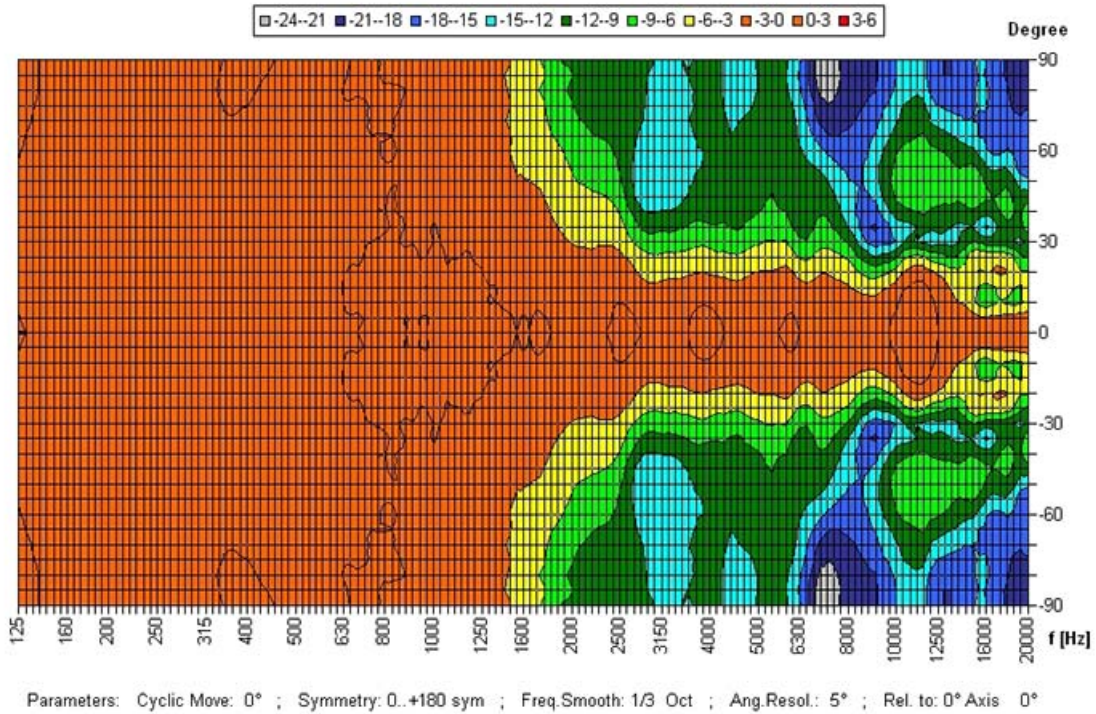 -24--21 -21--18 -18--15 -15--12 -12--9 -9--6 -6--3 -3-0 0-3 3-6
Degree
90
60
30
0
-30
-60
-90
125 160 200 250 315 400 500 630 800 1000 1250 1600 2000 2500 3150 4000 5000 6300 8000 10000 12500 16000 20000 f [Hz]
Parameters: Cyclic Move: 0° ; Symmetry: 0..+180 sym ; Freq.Smooth: 1/3 Oct ; Ang.Resol.: 5° ; Rel. to: 0° Axis 0°